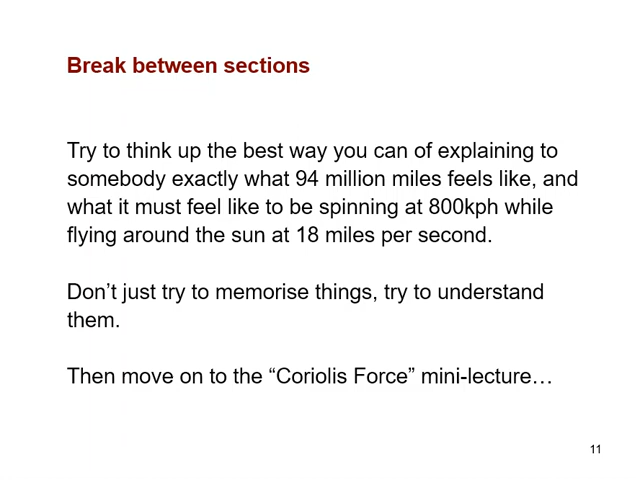 Break between sections
Try to think up the best way you can of explaining to
somebody exactly what 94 million miles feels like, and
what it must feel like to be spinning at 800kph while
flying around the sun at 18 miles per second.
Don’t just try to memorise things, try to understand
them.
Then move on to the “Coriolis Force” mini-lecture…
11